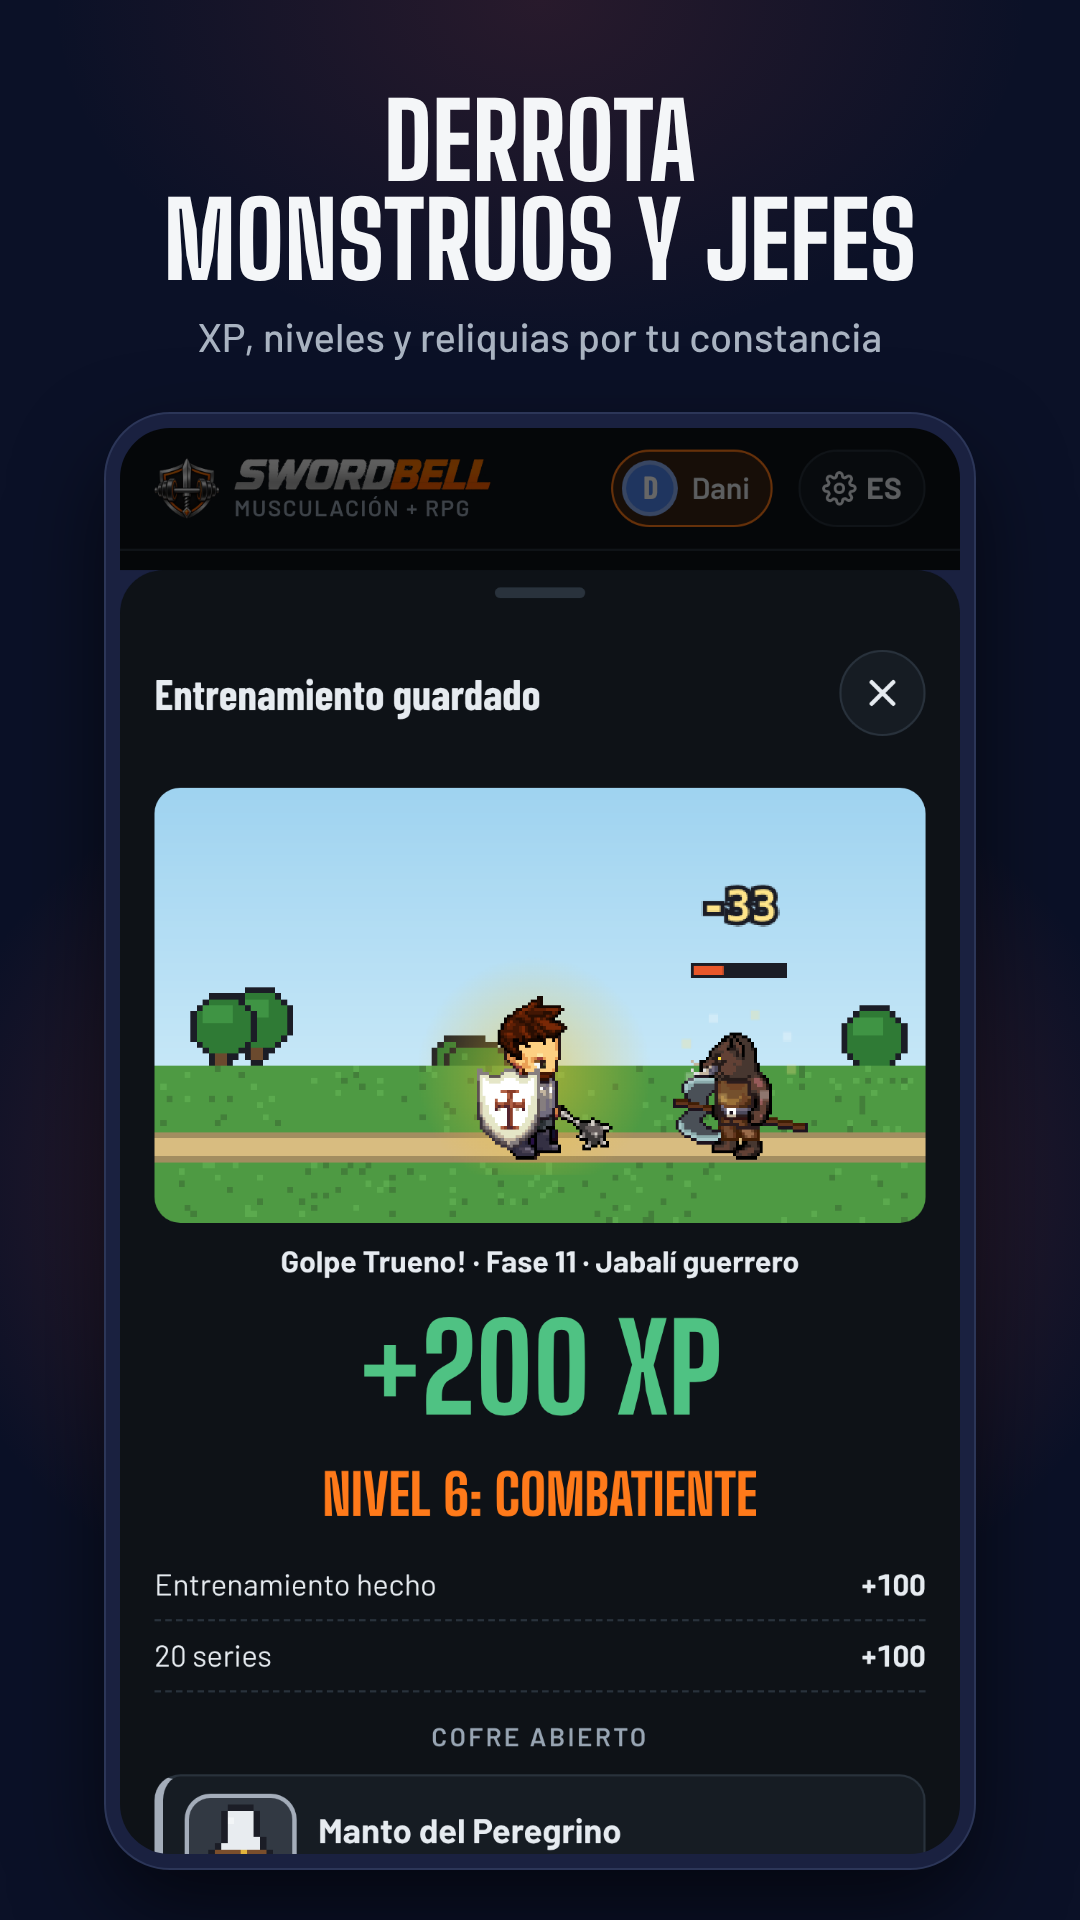 DERROTA
MONSTRUOS Y JEFES
XP, niveles y reliquias por tu constancia
SWORDBELL
MUSCULACIÓN + RPG
D
Dani
ES
Entrenamiento guardado
-33
Golpe Trueno! · Fase 11 · Jabalí guerrero
+200 XP
NIVEL 6: COMBATIENTE
Entrenamiento hecho +100
20 series +100
COFRE ABIERTO
Manto del Peregrino